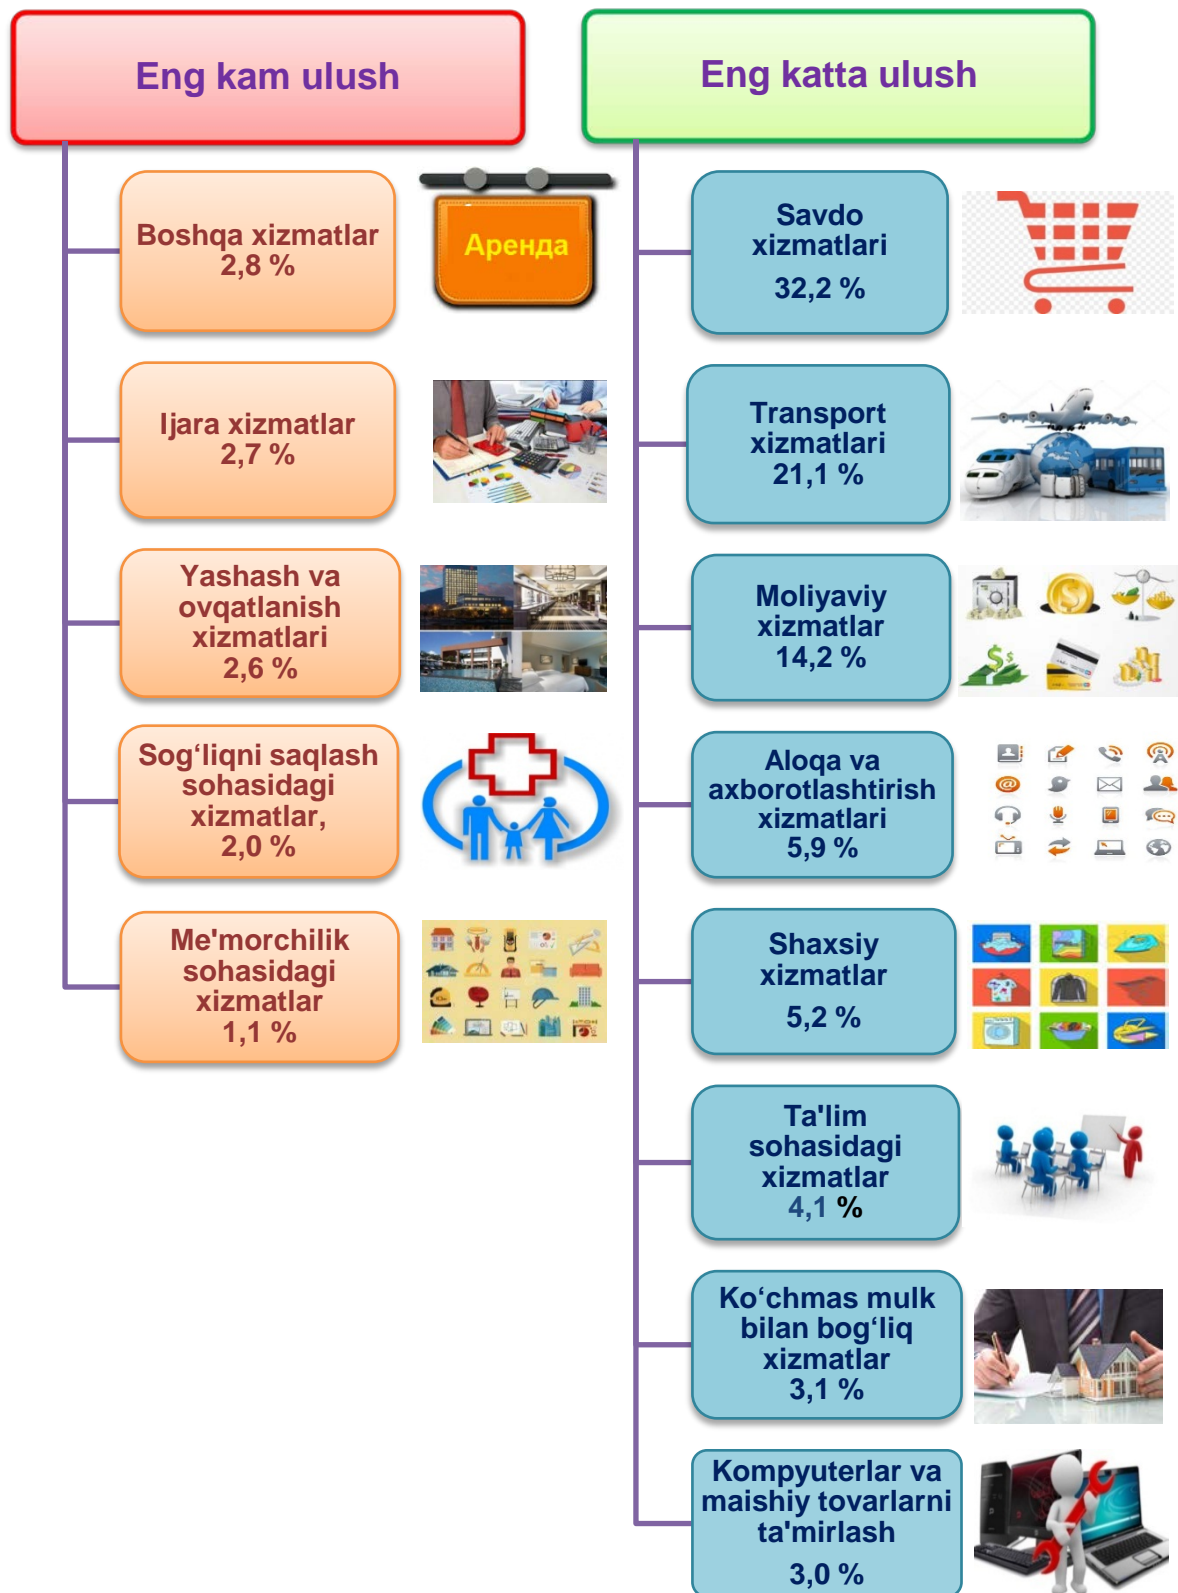 Eng kam ulush
Boshqa xizmatlar
2,8 %
Аренда
Ijara xizmatlar
2,7 %
Yashash va
ovqatlanish
xizmatlari
2,6 %
Sog‘liqni saqlash
sohasidagi
xizmatlar,
2,0 %
Me'morchilik
sohasidagi
xizmatlar
1,1 %
Eng katta ulush
Savdo
xizmatlari
32,2 %
Transport
xizmatlari
21,1 %
Moliyaviy
xizmatlar
14,2 %
Aloqa va
axborotlashtirish
xizmatlari
5,9 %
Shaxsiy
xizmatlar
5,2 %
Ta'lim
sohasidagi
xizmatlar
4,1 %
Ko‘chmas mulk
bilan bog‘liq
xizmatlar
3,1 %
Kompyuterlar va
maishiy tovarlarni
ta'mirlash
3,0 %